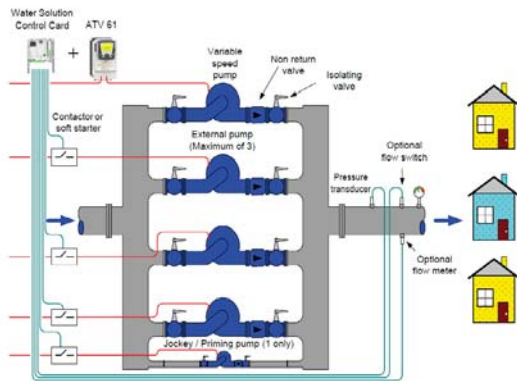 Water Solution
Control Card
+
ATV 61
Variable
speed
pump
Non return
valve
Isolating
valve
Contactor or
soft starter
External pump
(Maximum of 3)
Optional
flow switch
Pressure
transducer
Optional
flow meter
Jockey / Priming pump (1 only)